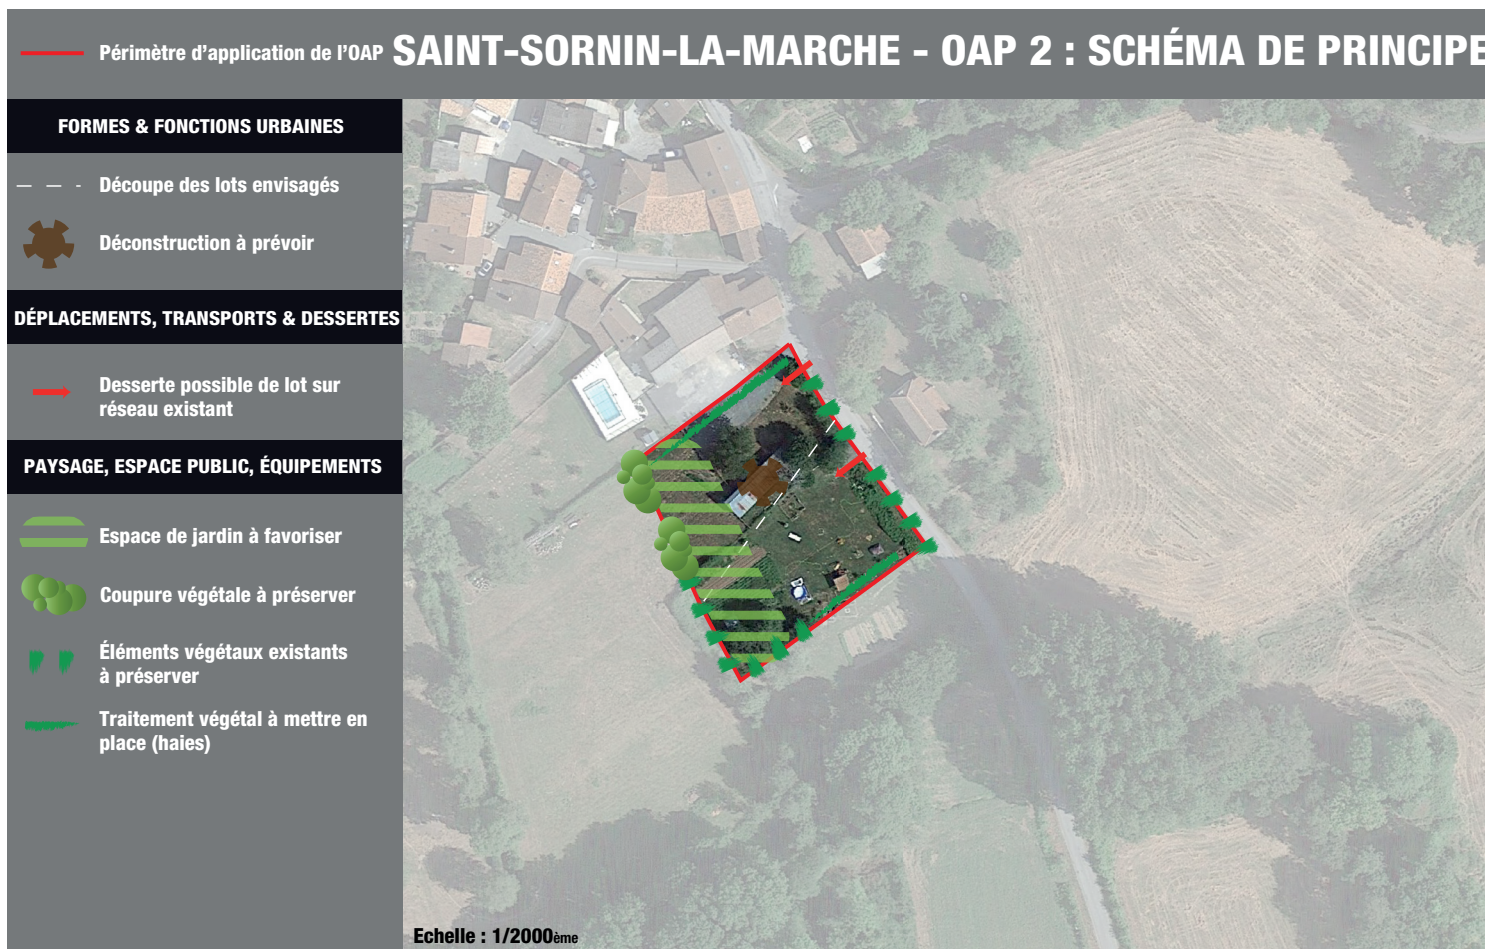 Périmètre d’application de l’OAP
SAINT-SORNIN-LA-MARCHE - OAP 2 : SCHÉMA DE PRINCIPE
FORMES & FONCTIONS URBAINES
Découpe des lots envisagés
Déconstruction à prévoir
DÉPLACEMENTS, TRANSPORTS & DESSERTES
Desserte possible de lot sur
réseau existant
PAYSAGE, ESPACE PUBLIC, ÉQUIPEMENTS
Espace de jardin à favoriser
Coupure végétale à préserver
Éléments végétaux existants
à préserver
Traitement végétal à mettre en
place (haies)
Echelle : 1/2000ème